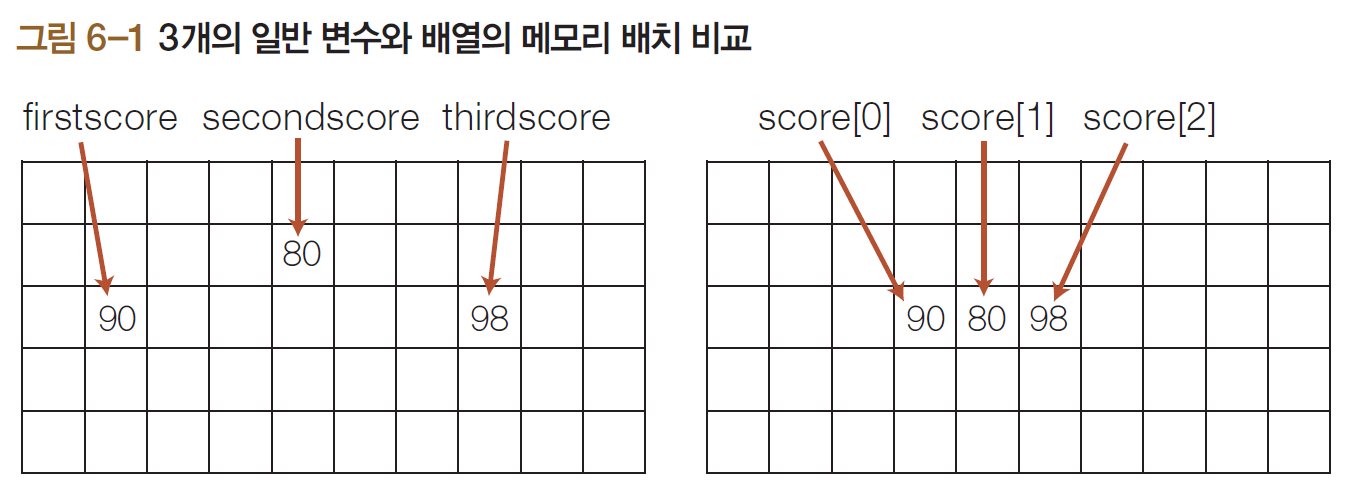 그림 6-1 3개의 일반 변수와 배열의 메모리 배치 비교
firstscore secondscore thirdscore score[0] score[1] score[2]
80
90 98 90 80 98